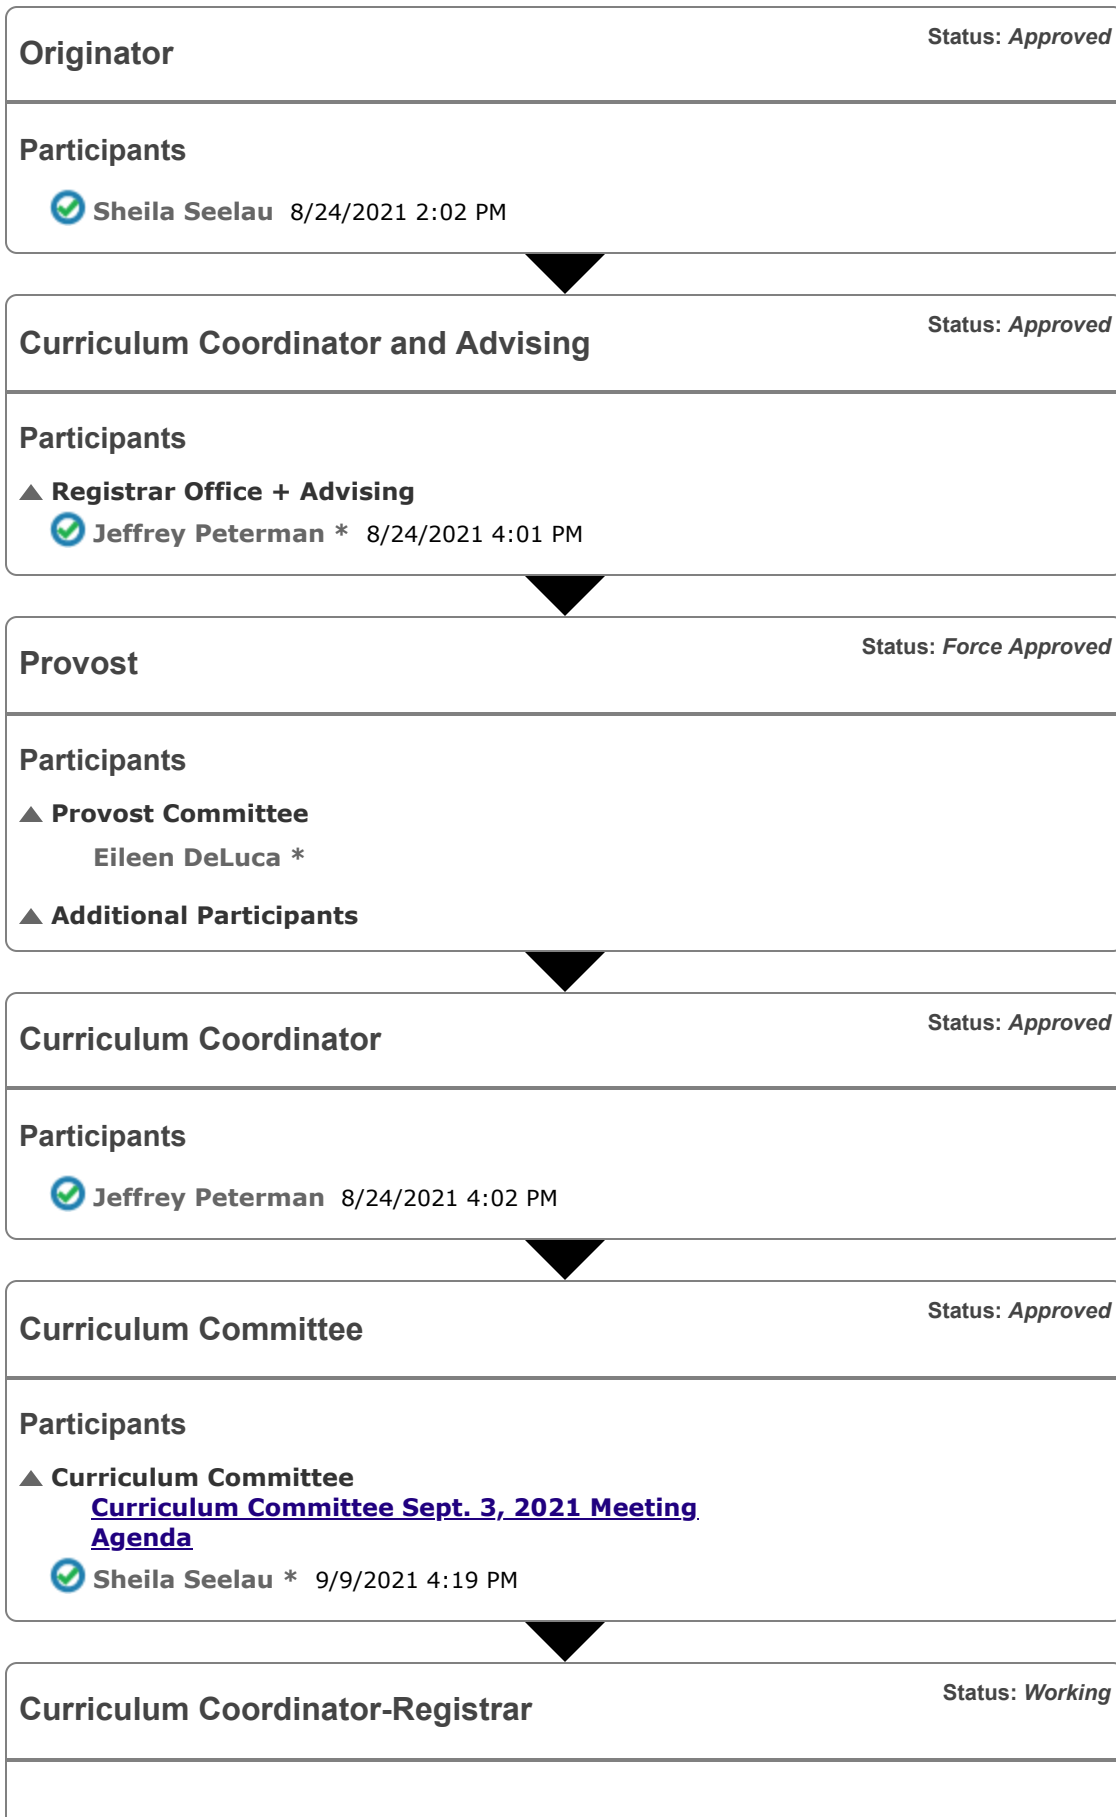 Originator
Status: Approved
Participants
Sheila Seelau 8/24/2021 2:02 PM
Curriculum Coordinator and Advising
Status: Approved
Participants
Registrar Office + Advising
Jeffrey Peterman * 8/24/2021 4:01 PM
Provost
Status: Force Approved
Participants
Provost Committee
Eileen DeLuca *
Additional Participants
Curriculum Coordinator
Status: Approved
Participants
Jeffrey Peterman 8/24/2021 4:02 PM
Curriculum Committee
Status: Approved
Participants
Curriculum Committee
Curriculum Committee Sept. 3, 2021 Meeting
Agenda
Sheila Seelau * 9/9/2021 4:19 PM
Curriculum Coordinator-Registrar
Status: Working